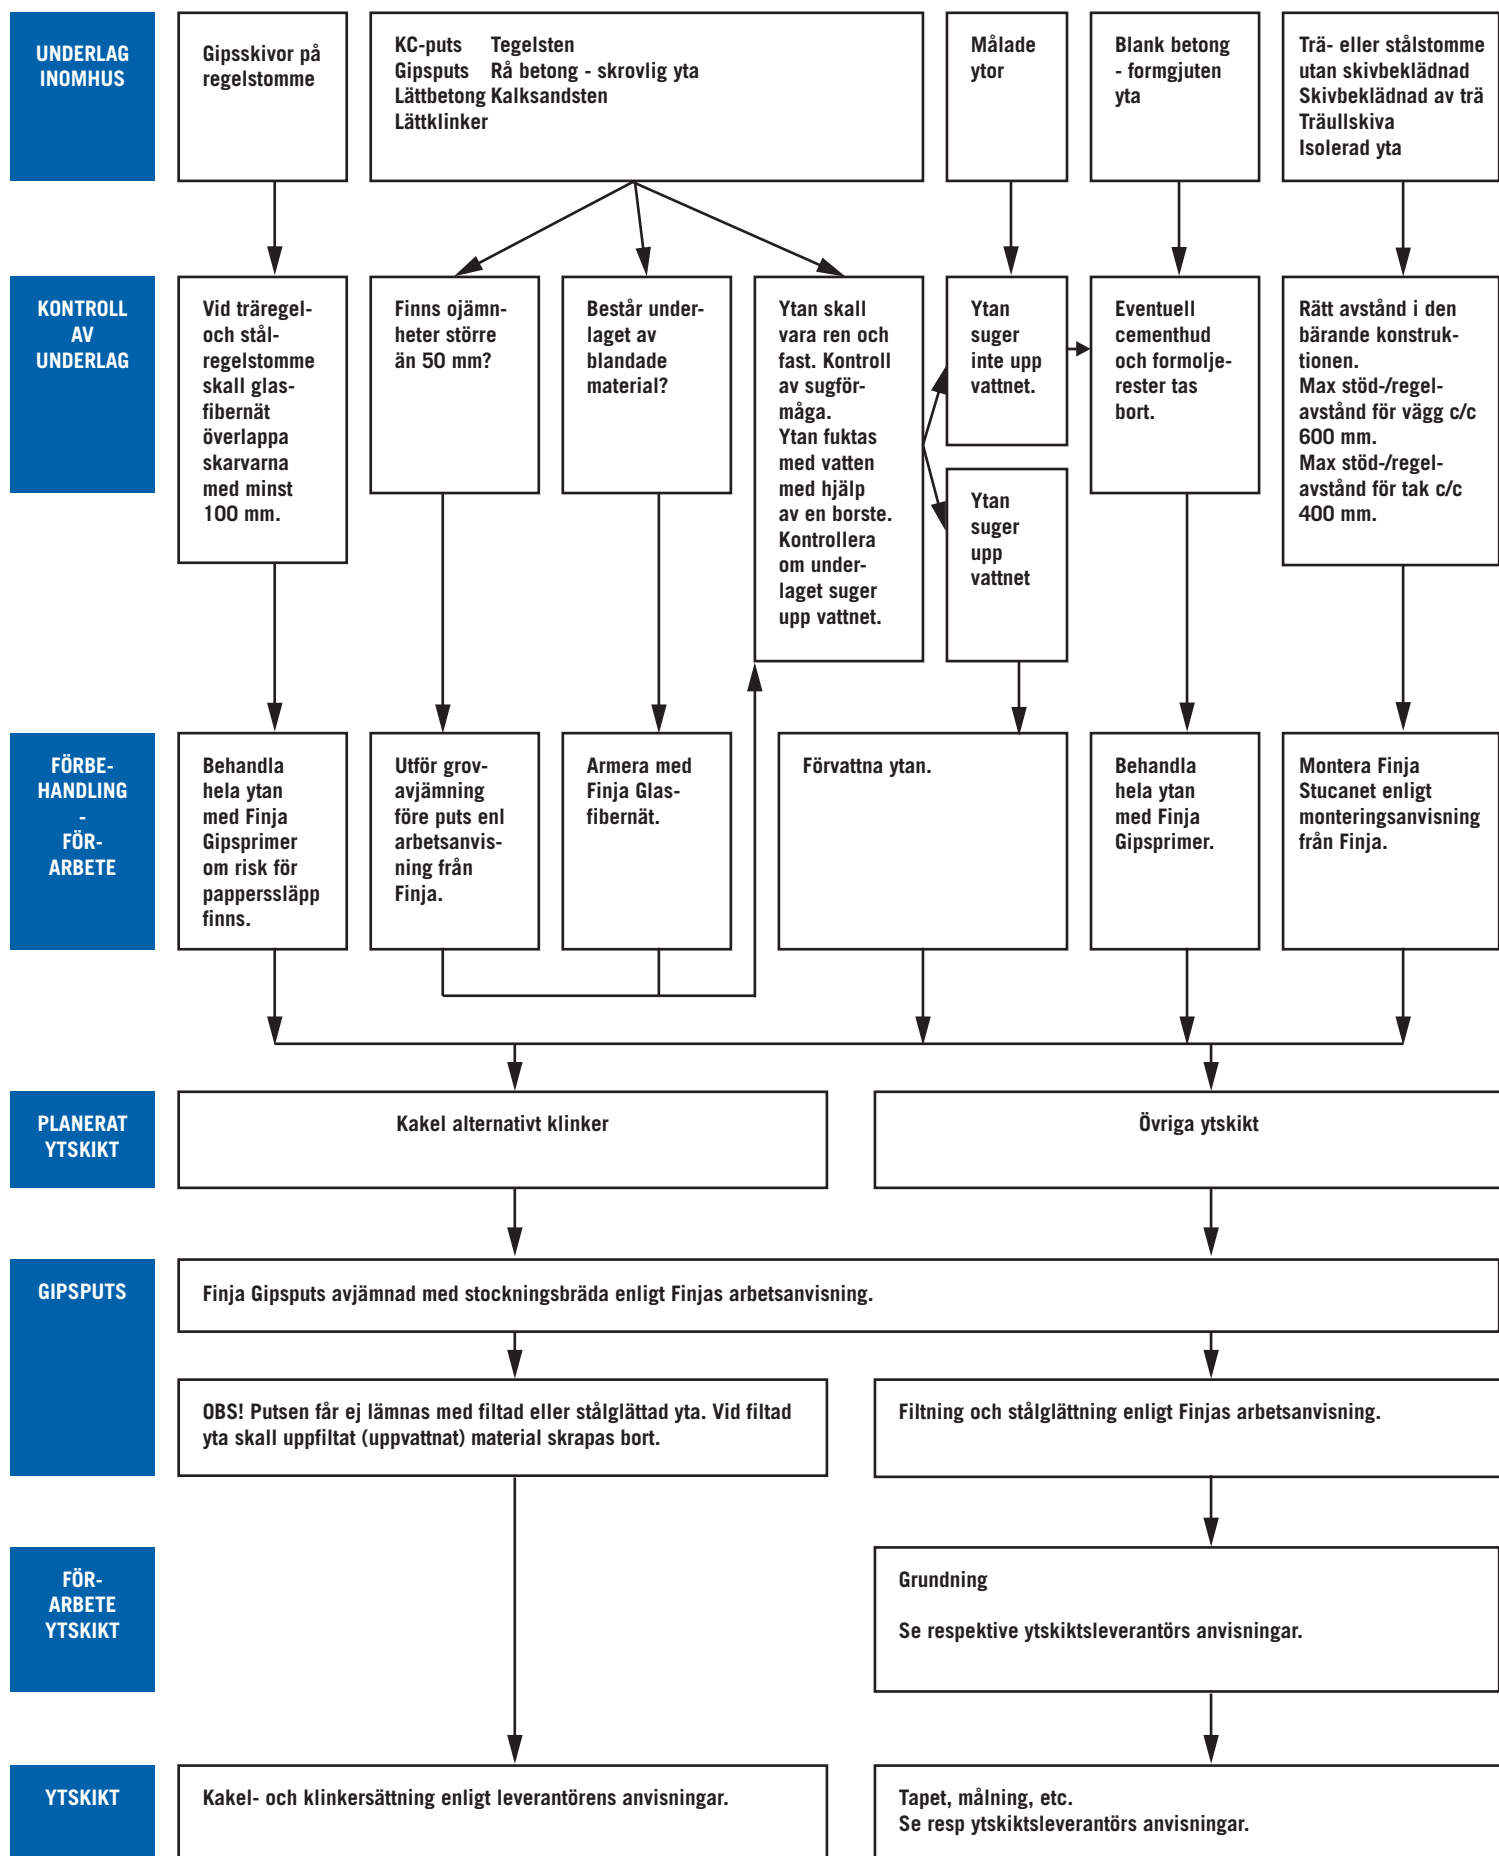 UNDERLAG
INOMHUS
Gipsskivor på
regelstomme
KC-puts Tegelsten
Gipsputs Rå betong - skrovlig yta
Lättbetong Kalksandsten
Lättklinker
Målade
ytor
Blank betong
- formgjuten
yta
Trä- eller stålstomme
utan skivbeklädnad
Skivbeklädnad av trä
Träullskiva
Isolerad yta
KONTROLL
AV
UNDERLAG
Vid träregel-
och stål-
regelstomme
skall glas-
fibernät
överlappa
skarvarna
med minst
100 mm.
Finns ojämn-
heter större
än 50 mm?
Består under-
laget av
blandade
material?
Ytan skall
vara ren och
fast. Kontroll
av sugför-
måga.
Ytan fuktas
med vatten
med hjälp
av en borste.
Kontrollera
om under-
laget suger
upp vattnet.
Ytan
suger
inte upp
vattnet.
Ytan
suger
upp
vattnet
Eventuell
cementhud
och formolje-
rester tas
bort.
Rätt avstånd i den
bärande konstruk-
tionen.
Max stöd-/regel-
avstånd för vägg c/c
600 mm.
Max stöd-/regel-
avstånd för tak c/c
400 mm.
FÖRBE-
HANDLING
-
FÖR-
ARBETE
Behandla
hela ytan
med Finja
Gipsprimer
om risk för
papperssläpp
finns.
Utför grov-
avjämning
före puts enl
arbetsanvis-
ning från
Finja.
Armera med
Finja Glas-
fibernät.
Förvattna ytan.
Behandla
hela ytan
med Finja
Gipsprimer.
Montera Finja
Stucanet enligt
monteringsanvisning
från Finja.
PLANERAT
YTSKIKT
Kakel alternativt klinker
Övriga ytskikt
GIPSPUTS
Finja Gipsputs avjämnad med stockningsbräda enligt Finjas arbetsanvisning.
OBS! Putsen får ej lämnas med filtad eller stålglättad yta. Vid filtad
yta skall uppfiltat (uppvattnat) material skrapas bort.
Filtning och stålglättning enligt Finjas arbetsanvisning.
FÖR-
ARBETE
YTSKIKT
Grundning
Se respektive ytskiktsleverantörs anvisningar.
YTSKIKT
Kakel- och klinkersättning enligt leverantörens anvisningar.
Tapet, målning, etc.
Se resp ytskiktsleverantörs anvisningar.